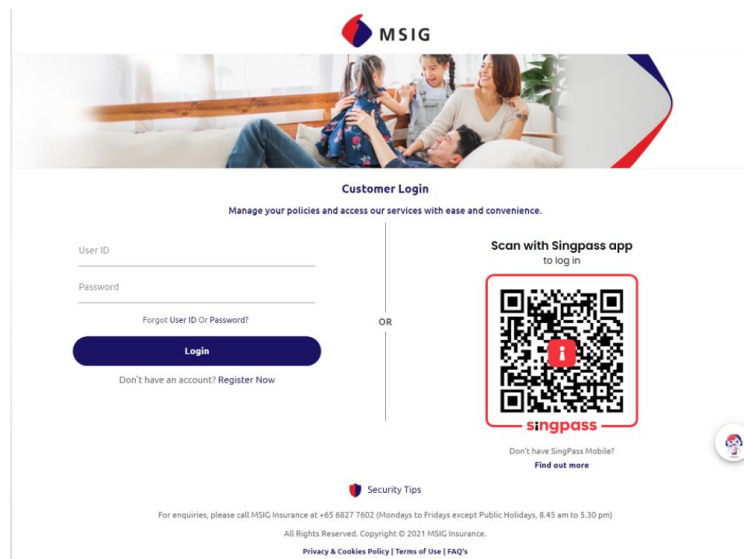 MSIG
Customer Login
Manage your policies and access our services with ease and convenience.
User ID
Password
Forgot User ID Or Password?
Login
Don't have an account? Register Now
OR
Scan with Singpass app
to log in
singpass
Don't have SingPass Mobile?
Find out more
Security Tips
For enquiries, please call MSIG Insurance at +65 6827 7602 (Mondays to Fridays except Public Holidays, 8.45 am to 5.30 pm)
All Rights Reserved. Copyright © 2021 MSIG Insurance.
Privacy & Cookies Policy | Terms of Use | FAQ's